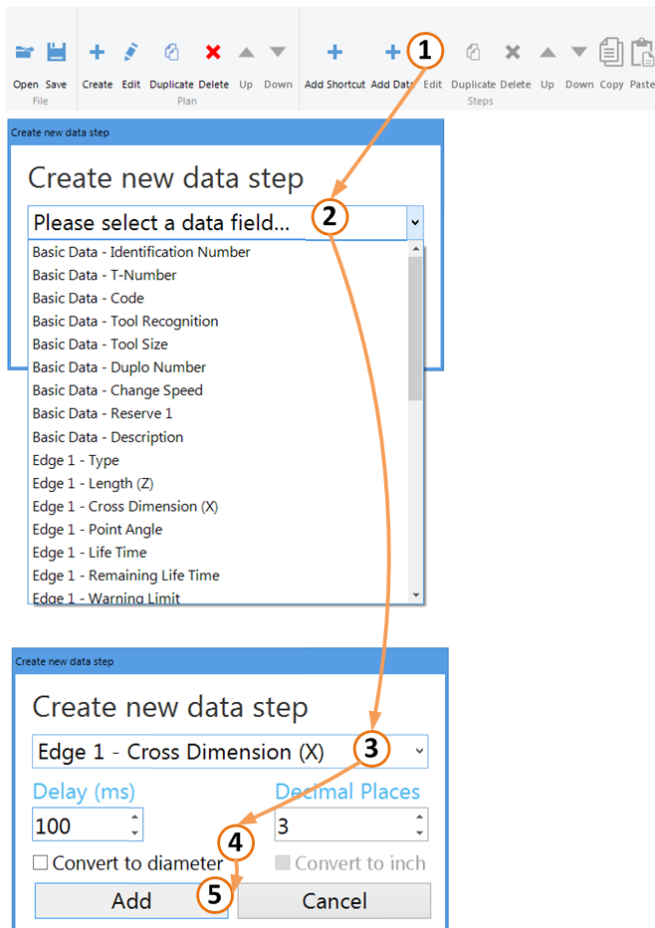 1
Open Save Create Edit Duplicate Delete Up Down Add Shortcut Add Data Edit Duplicate Delete Up Down Copy Paste
File Plan Steps
Create new data step
Create new data step
Please select a data field... 2
Basic Data - Identification Number
Basic Data - T-Number
Basic Data - Code
Basic Data - Tool Recognition
Basic Data - Tool Size
Basic Data - Duplo Number
Basic Data - Change Speed
Basic Data - Reserve 1
Basic Data - Description
Edge 1 - Type
Edge 1 - Length (Z)
Edge 1 - Cross Dimension (X)
Edge 1 - Point Angle
Edge 1 - Life Time
Edge 1 - Remaining Life Time
Edge 1 - Warning Limit
Create new data step
Create new data step
Edge 1 - Cross Dimension (X) 3
Delay (ms) Decimal Places
100 3
4
Convert to diameter Convert to inch
Add 5 Cancel